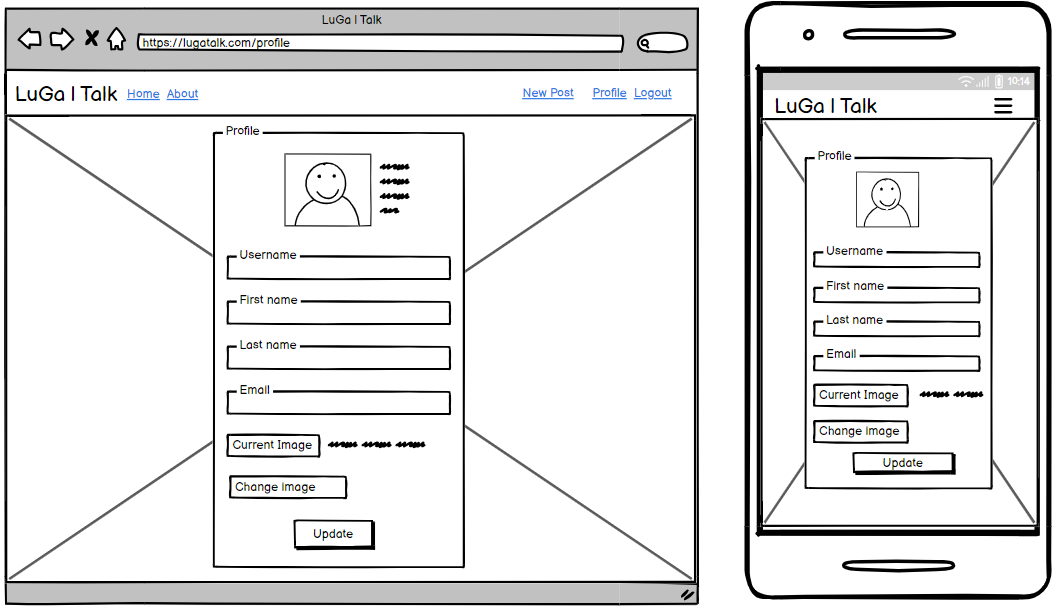 LuGa | Talk
https://lugatalk.com/profile
LuGa | Talk Home About New Post Profile Logout
Profile
Username
First name
Last name
Email
Current Image
Change image
Update
10:14
LuGa | Talk
Profile
Username
First name
Last name
Email
Current Image
Change image
Update